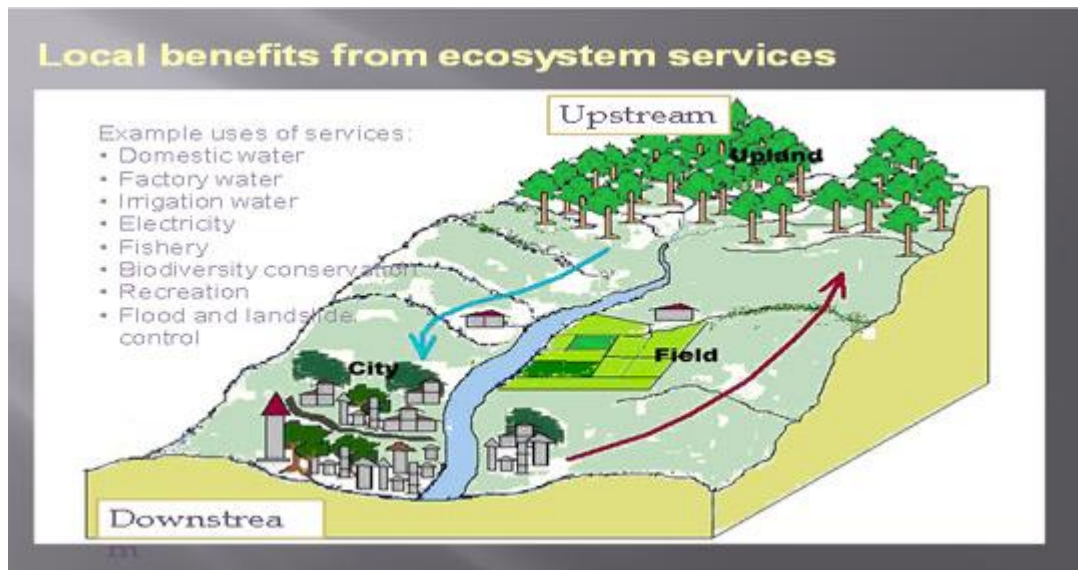 Local benefits from ecosystem services
Upstream
Upland
Example uses of services:
• Domestic water
• Factory water
• Irrigation water
• Electricity
• Fishery
• Biodiversity conservation
• Recreation
• Flood and landslide
control
City
Field
Downstrea
m